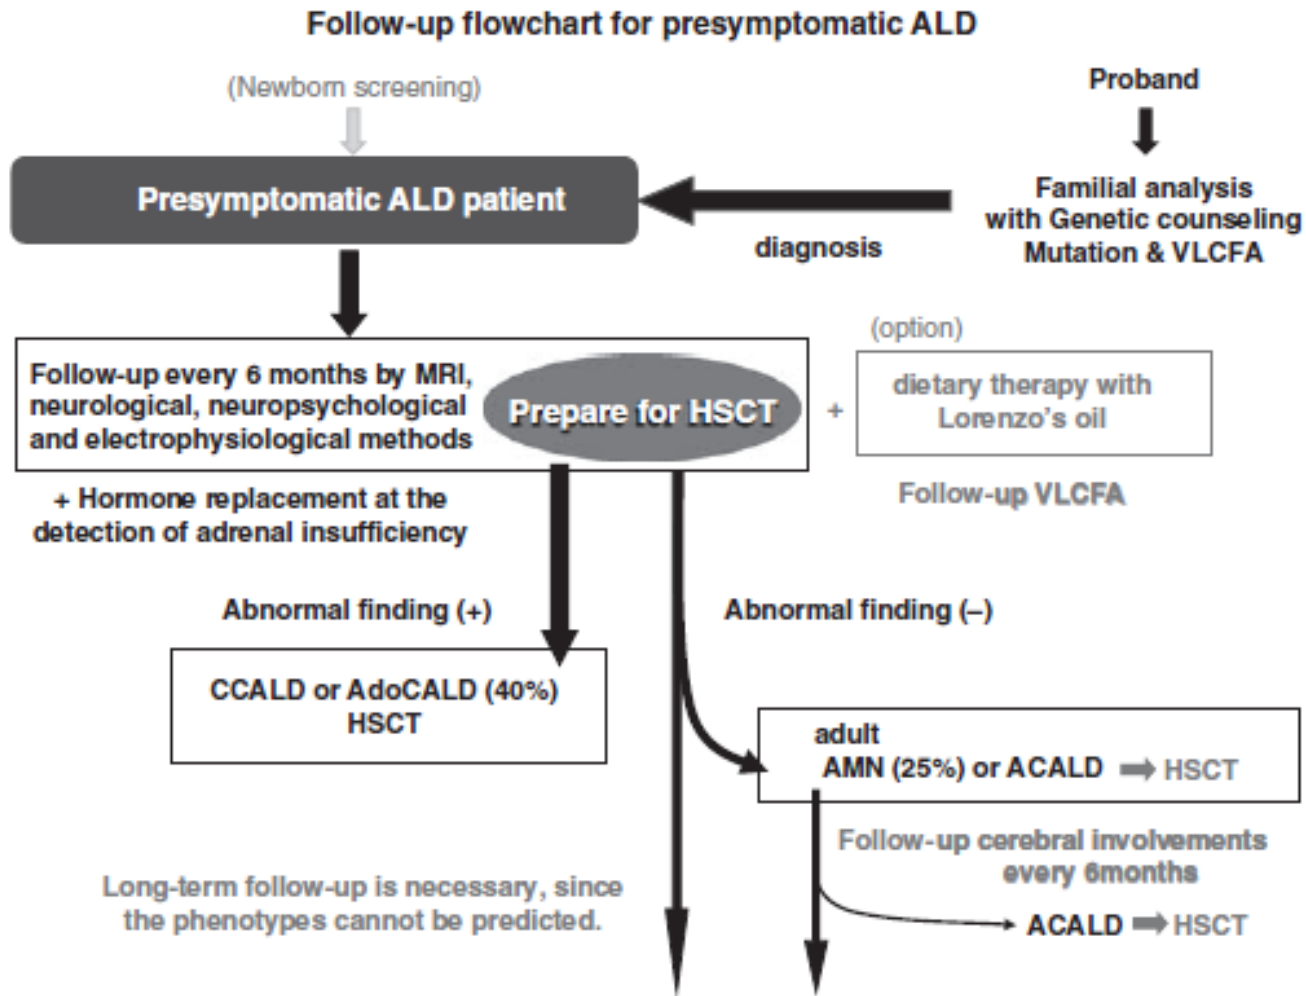 Follow-up flowchart for presymptomatic ALD
(Newborn screening)
Proband
Presymptomatic ALD patient
Familial analysis
with Genetic counseling
Mutation & VLCFA
diagnosis
(option)
Follow-up every 6 months by MRI,
neurological, neuropsychological
and electrophysiological methods
Prepare for HSCT
+
dietary therapy with
Lorenzo's oil
Follow-up VLCFA
+ Hormone replacement at the
detection of adrenal insufficiency
Abnormal finding (+)
Abnormal finding (–)
CCALD or AdoCALD (40%)
HSCT
adult
AMN (25%) or ACALD
HSCT
Follow-up cerebral involvements
every 6months
Long-term follow-up is necessary, since
the phenotypes cannot be predicted.
ACALD
HSCT